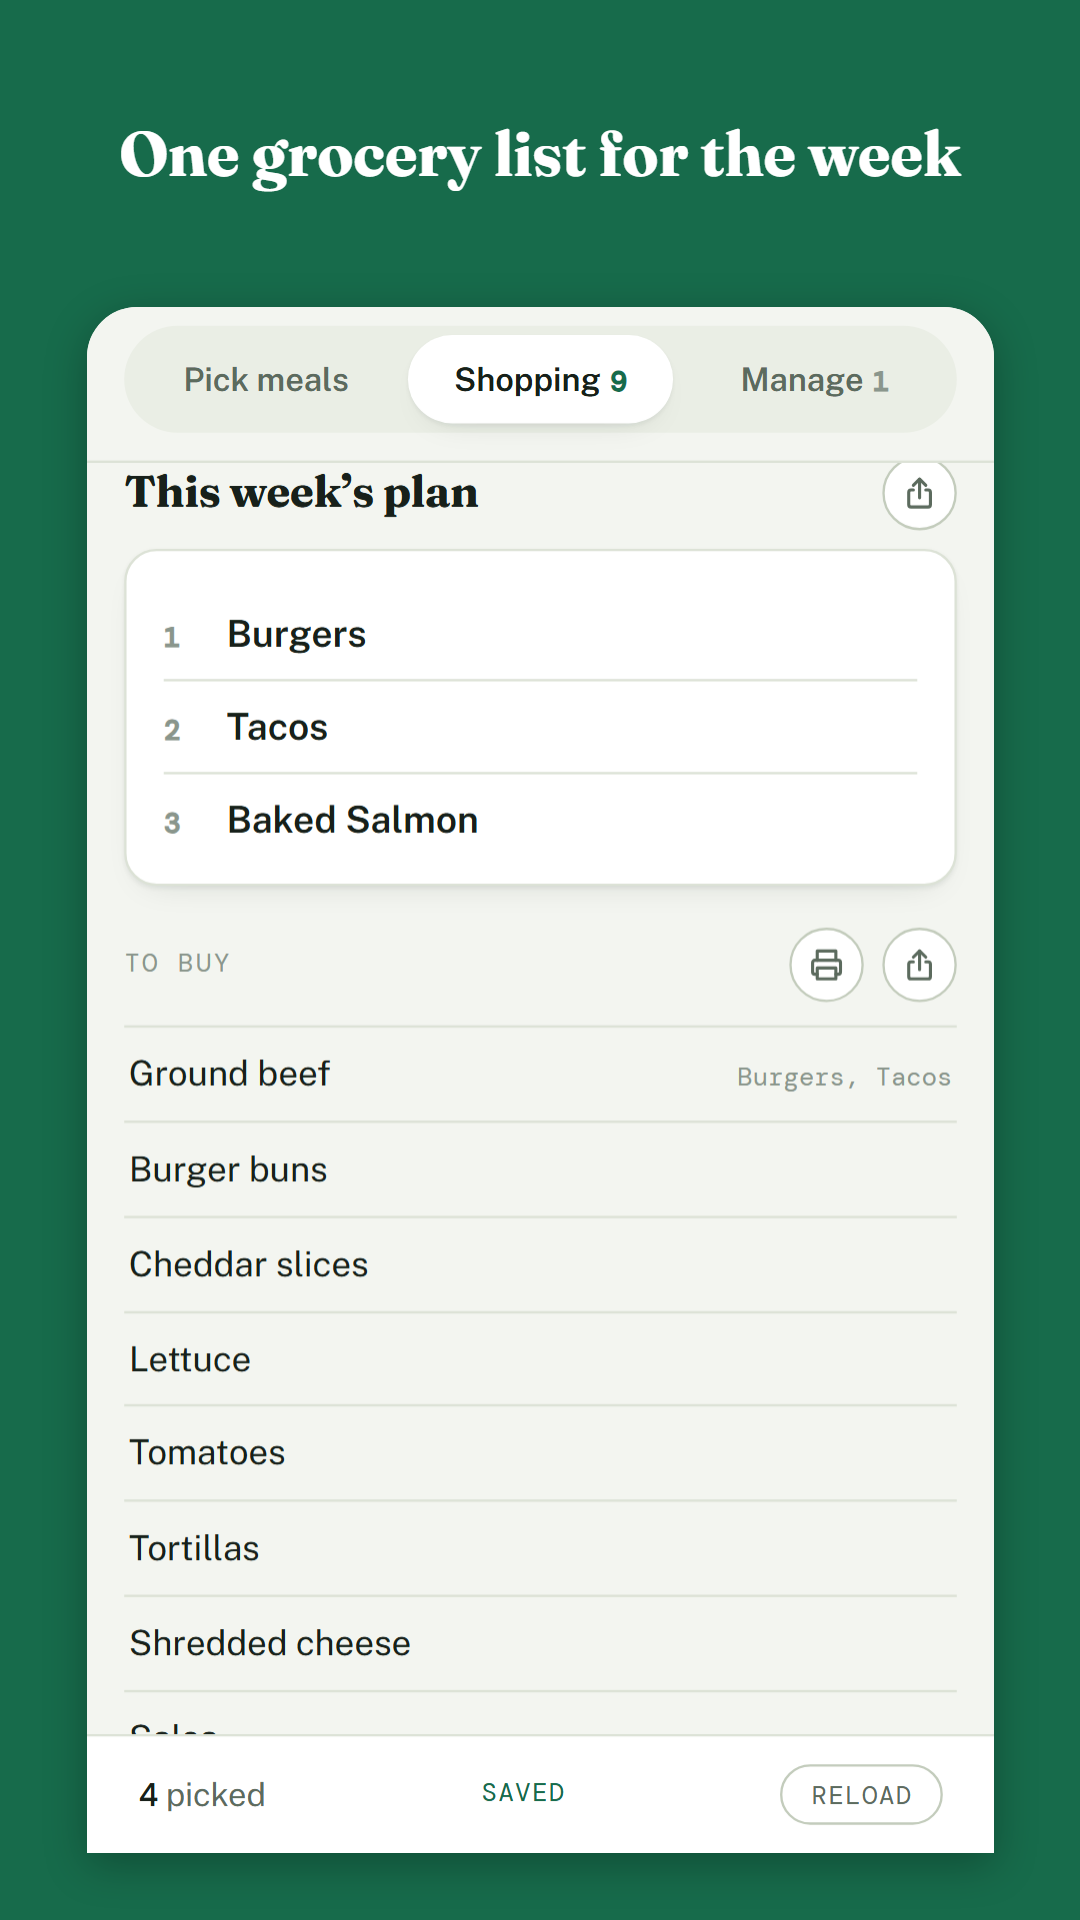 One grocery list for the week
Pick meals Shopping 9 Manage 1
This week’s plan
1 Burgers
2 Tacos
3 Baked Salmon
TO BUY
Ground beef Burgers, Tacos
Burger buns
Cheddar slices
Lettuce
Tomatoes
Tortillas
Shredded cheese
4 picked SAVED RELOAD